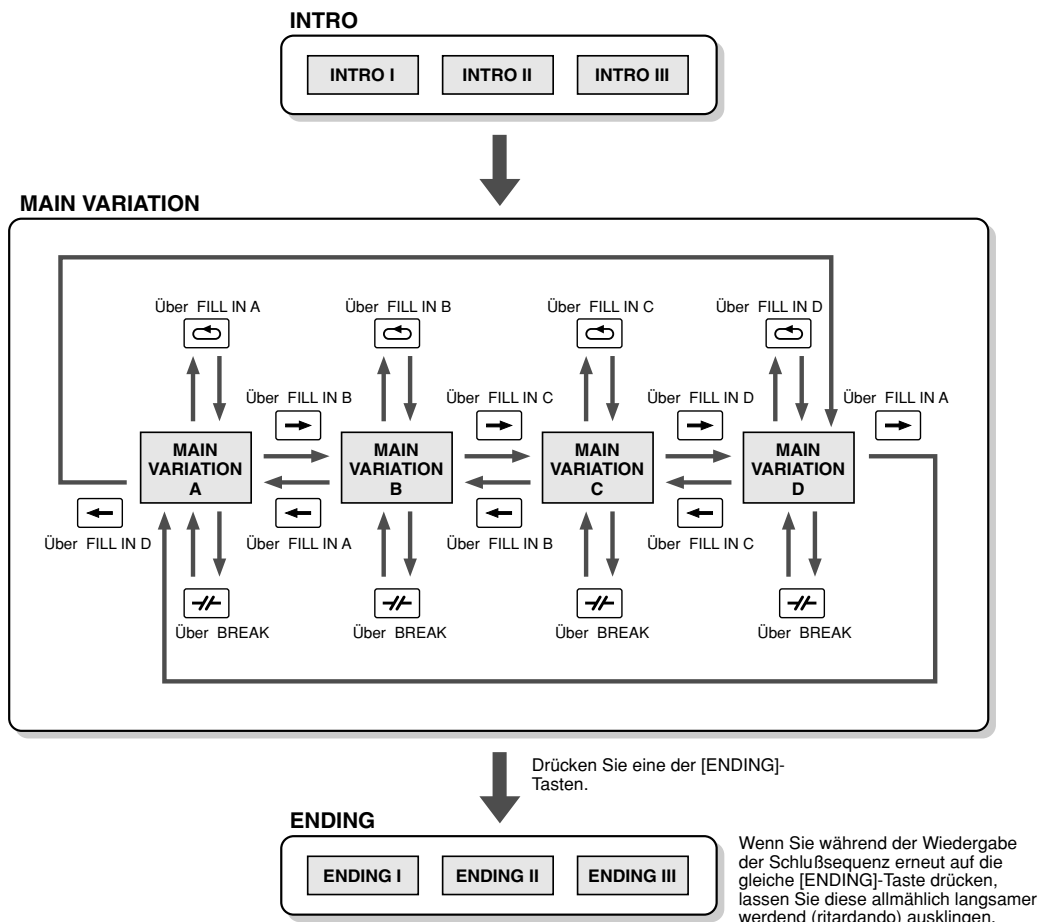 INTRO
INTRO I
INTRO II
INTRO III
MAIN VARIATION
Über FILL IN A
Über FILL IN B
Über FILL IN C
Über FILL IN D
Über FILL IN B
Über FILL IN C
Über FILL IN D
Über FILL IN A
MAIN
VARIATION
A
MAIN
VARIATION
B
MAIN
VARIATION
C
MAIN
VARIATION
D
Über FILL IN D
Über FILL IN A
Über FILL IN B
Über FILL IN C
Über BREAK
Über BREAK
Über BREAK
Über BREAK
Drücken Sie eine der [ENDING]-
Tasten.
ENDING
ENDING I
ENDING II
ENDING III
Wenn Sie während der Wiedergabe
der Schlußsequenz erneut auf die
gleiche [ENDING]-Taste drücken,
lassen Sie diese allmählich langsamer
werdend (ritardando) ausklingen.